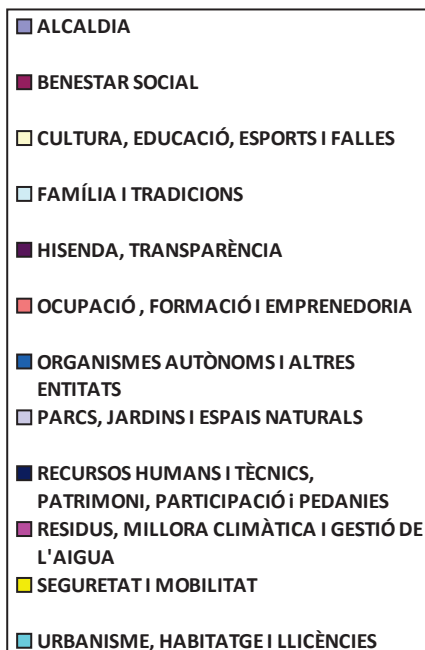 ALCALDIA
BENESTAR SOCIAL
CULTURA, EDUCACIÓ, ESPORTS I FALLES
FAMÍLIA I TRADICIONS
HISENDA, TRANSPARÈNCIA
OCUPACIÓ , FORMACIÓ I EMPRENEDORIA
ORGANISMES AUTÒNOMS I ALTRES
ENTITATS
PARCS, JARDINS I ESPAIS NATURALS
RECURSOS HUMANS I TÈCNICS,
PATRIMONI, PARTICIPACIÓ i PEDANIES
RESIDUS, MILLORA CLIMÀTICA I GESTIÓ DE
L'AIGUA
SEGURETAT I MOBILITAT
URBANISME, HABITATGE I LLICÈNCIES